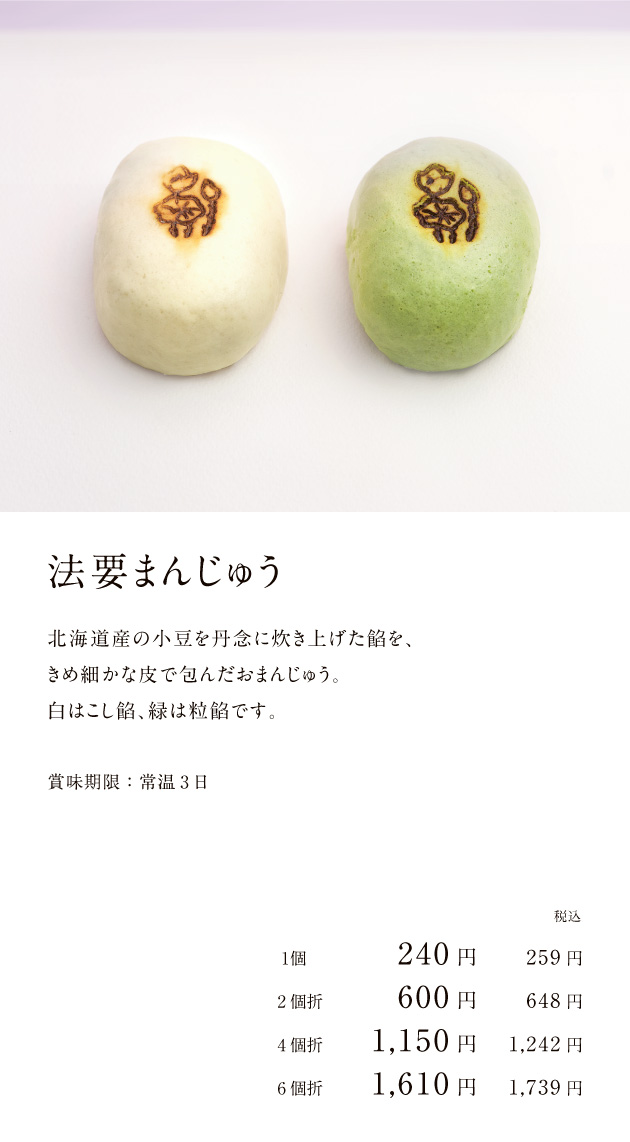 法要まんじゅう
北海道産の小豆を丹念に炊き上げた餡を、
きめ細かな皮で包んだおまんじゅう。
白はこし餡、緑は粒餡です。
賞味期限：常温３日
税込
1個 240 円 259 円
2 個折 600 円 648 円
4 個折 1,150 円 1,242 円
6 個折 1,610 円 1,739 円